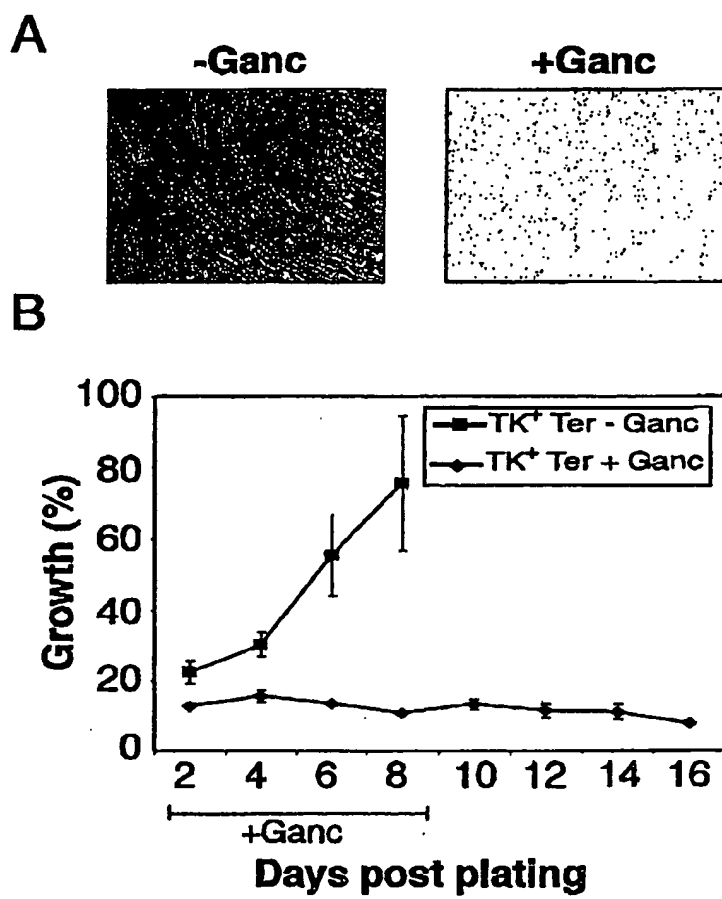 A
-Ganc +Ganc
B
100
80
60
40
20
0
Growth (%)
TK+ Ter - Ganc
TK+ Ter + Ganc
2 4 6 8 10 12 14 16
+Ganc
Days post plating